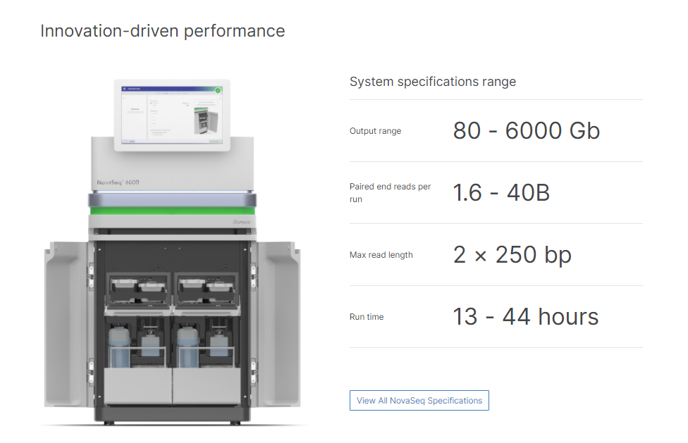 Innovation-driven performance
System specifications range
Output range
80 - 6000 Gb
Paired end reads per
run
1.6 - 40B
Max read length
2 × 250 bp
Run time
13 - 44 hours
View All NovaSeq Specifications
NovaSeq 6000